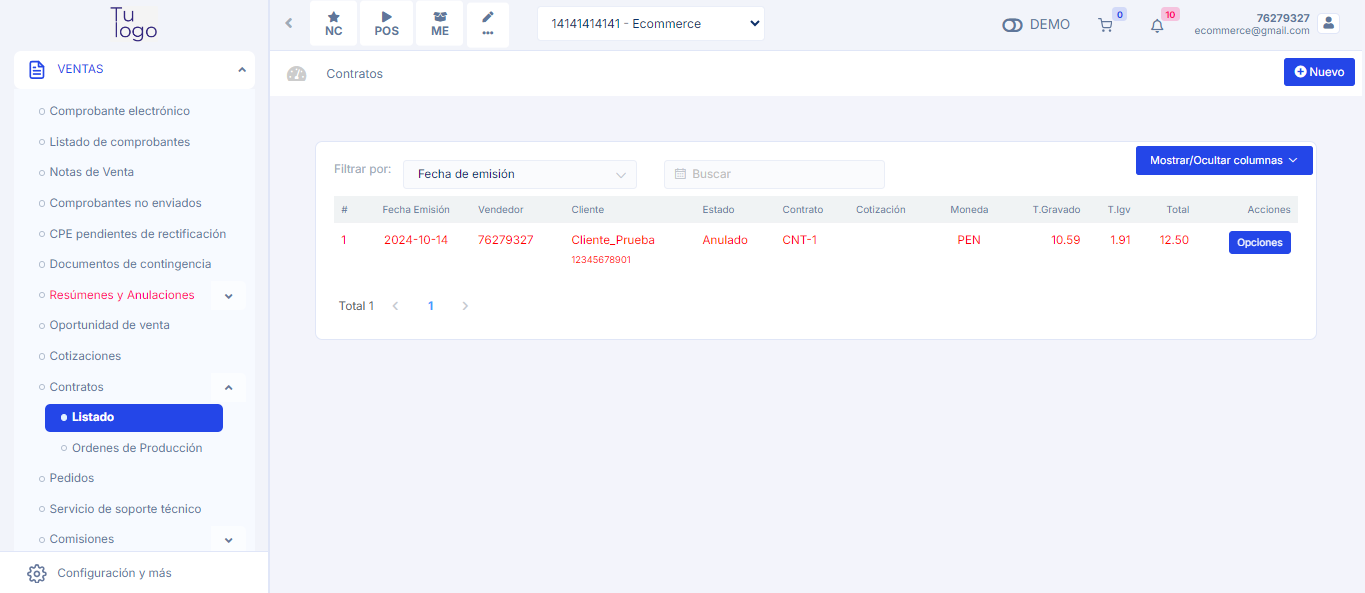 Tu
logo
VENTAS
Comprobante electrónico
Listado de comprobantes
Notas de Venta
Comprobantes no enviados
CPE pendientes de rectificación
Documentos de contingencia
Resúmenes y Anulaciones
Oportunidad de venta
Cotizaciones
Contratos
Listado
Ordenes de Producción
Pedidos
Servicio de soporte técnico
Comisiones
Configuración y más
NC POS ME ...
14141414141 - Ecommerce
DEMO 0 10
76279327
ecommerce@gmail.com
Contratos Nuevo
Mostrar/Ocultar columnas
Filtrar por: Fecha de emisión Buscar
# Fecha Emisión Vendedor Cliente Estado Contrato Cotización Moneda T.Gravado T.Igv Total Acciones
1 2024-10-14 76279327 Cliente_Prueba Anulado CNT-1 PEN 10.59 1.91 12.50 Opciones
12345678901
Total 1 1